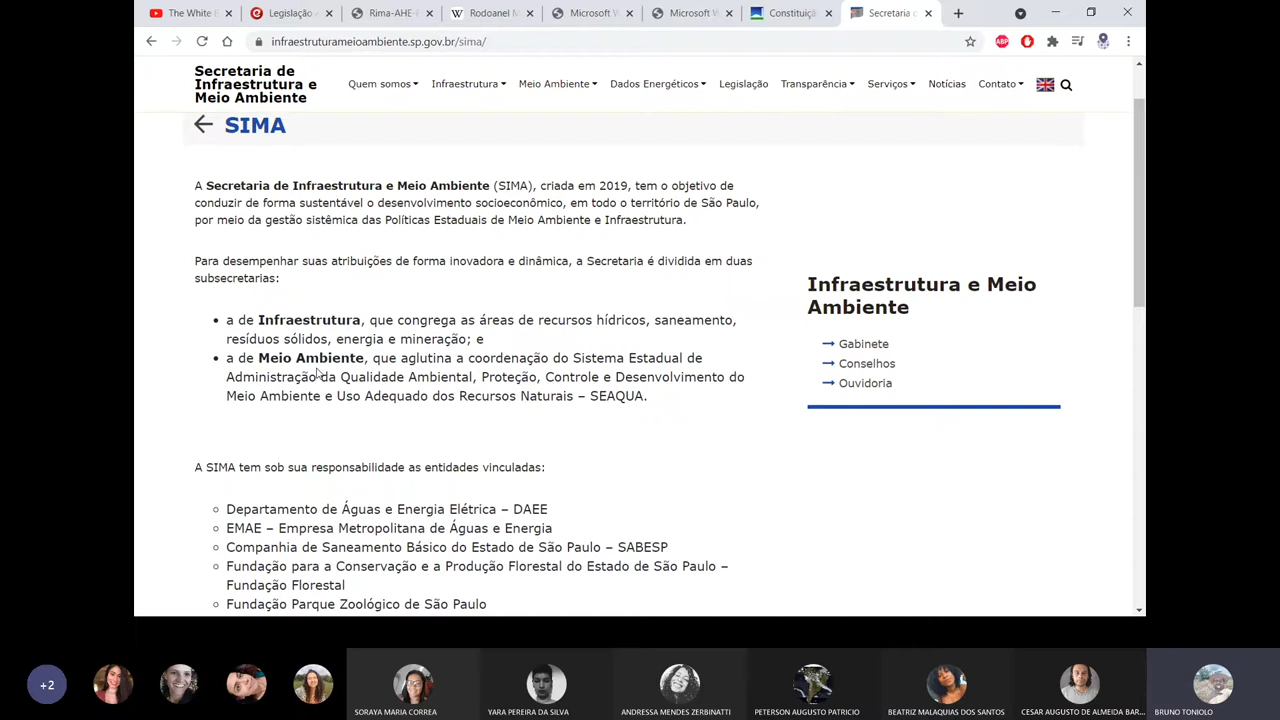 The White E
Legislação A
Rima-AHE-E
Rodoanel M
Microsoft W
Microsoft W
Constituiçã
Secretaria d
infraestruturameioambiente.sp.gov.br/sima/
ABP
Secretaria de
Infraestrutura e
Meio Ambiente
Quem somos Infraestrutura Meio Ambiente Dados Energéticos Legislação Transparência Serviços Notícias Contato
SIMA
A Secretaria de Infraestrutura e Meio Ambiente (SIMA), criada em 2019, tem o objetivo de
conduzir de forma sustentável o desenvolvimento socioeconômico, em todo o território de São Paulo,
por meio da gestão sistêmica das Políticas Estaduais de Meio Ambiente e Infraestrutura.
Para desempenhar suas atribuições de forma inovadora e dinâmica, a Secretaria é dividida em duas
subsecretarias:
a de Infraestrutura, que congrega as áreas de recursos hídricos, saneamento,
resíduos sólidos, energia e mineração; e
a de Meio Ambiente, que aglutina a coordenação do Sistema Estadual de
Administração da Qualidade Ambiental, Proteção, Controle e Desenvolvimento do
Meio Ambiente e Uso Adequado dos Recursos Naturais – SEAQUA.
A SIMA tem sob sua responsabilidade as entidades vinculadas:
Departamento de Águas e Energia Elétrica – DAEE
EMAE – Empresa Metropolitana de Águas e Energia
Companhia de Saneamento Básico do Estado de São Paulo – SABESP
Fundação para a Conservação e a Produção Florestal do Estado de São Paulo –
Fundação Florestal
Fundação Parque Zoológico de São Paulo
Infraestrutura e Meio
Ambiente
Gabinete
Conselhos
Ouvidoria
+2
SORAYA MARIA CORREA
YARA PEREIRA DA SILVA
ANDRESSA MENDES ZERBINATTI
PETERSON AUGUSTO PATRICIO
BEATRIZ MALAQUIAS DOS SANTOS
CESAR AUGUSTO DE ALMEIDA BAR...
BRUNO TONIOLO